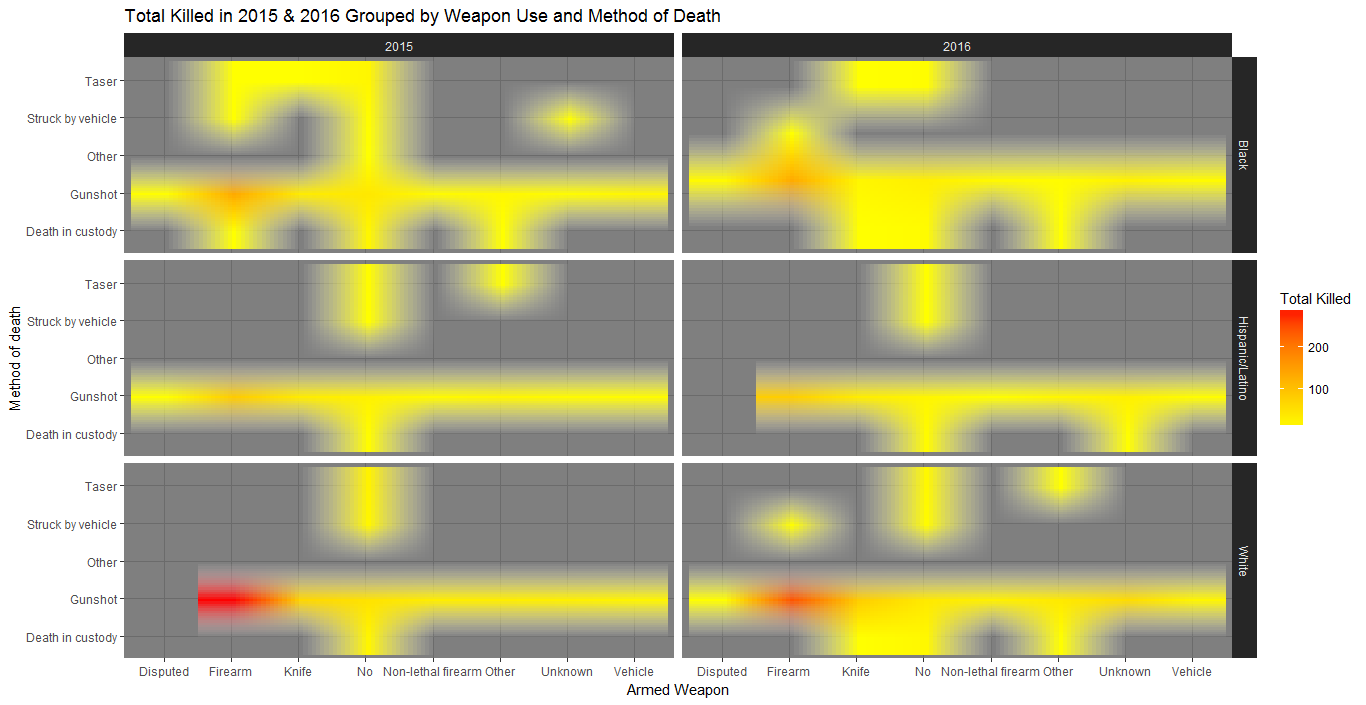 Total Killed in 2015 & 2016 Grouped by Weapon Use and Method of Death
2015 2016
Taser
Struck by vehicle
Other
Gunshot
Death in custody
Black
Taser
Struck by vehicle
Other
Gunshot
Death in custody
Hispanic/Latino
Taser
Struck by vehicle
Other
Gunshot
Death in custody
White
Method of death
Disputed Firearm Knife No Non-lethal firearm Other Unknown Vehicle Disputed Firearm Knife No Non-lethal firearm Other Unknown Vehicle
Armed Weapon
Total Killed
200
100